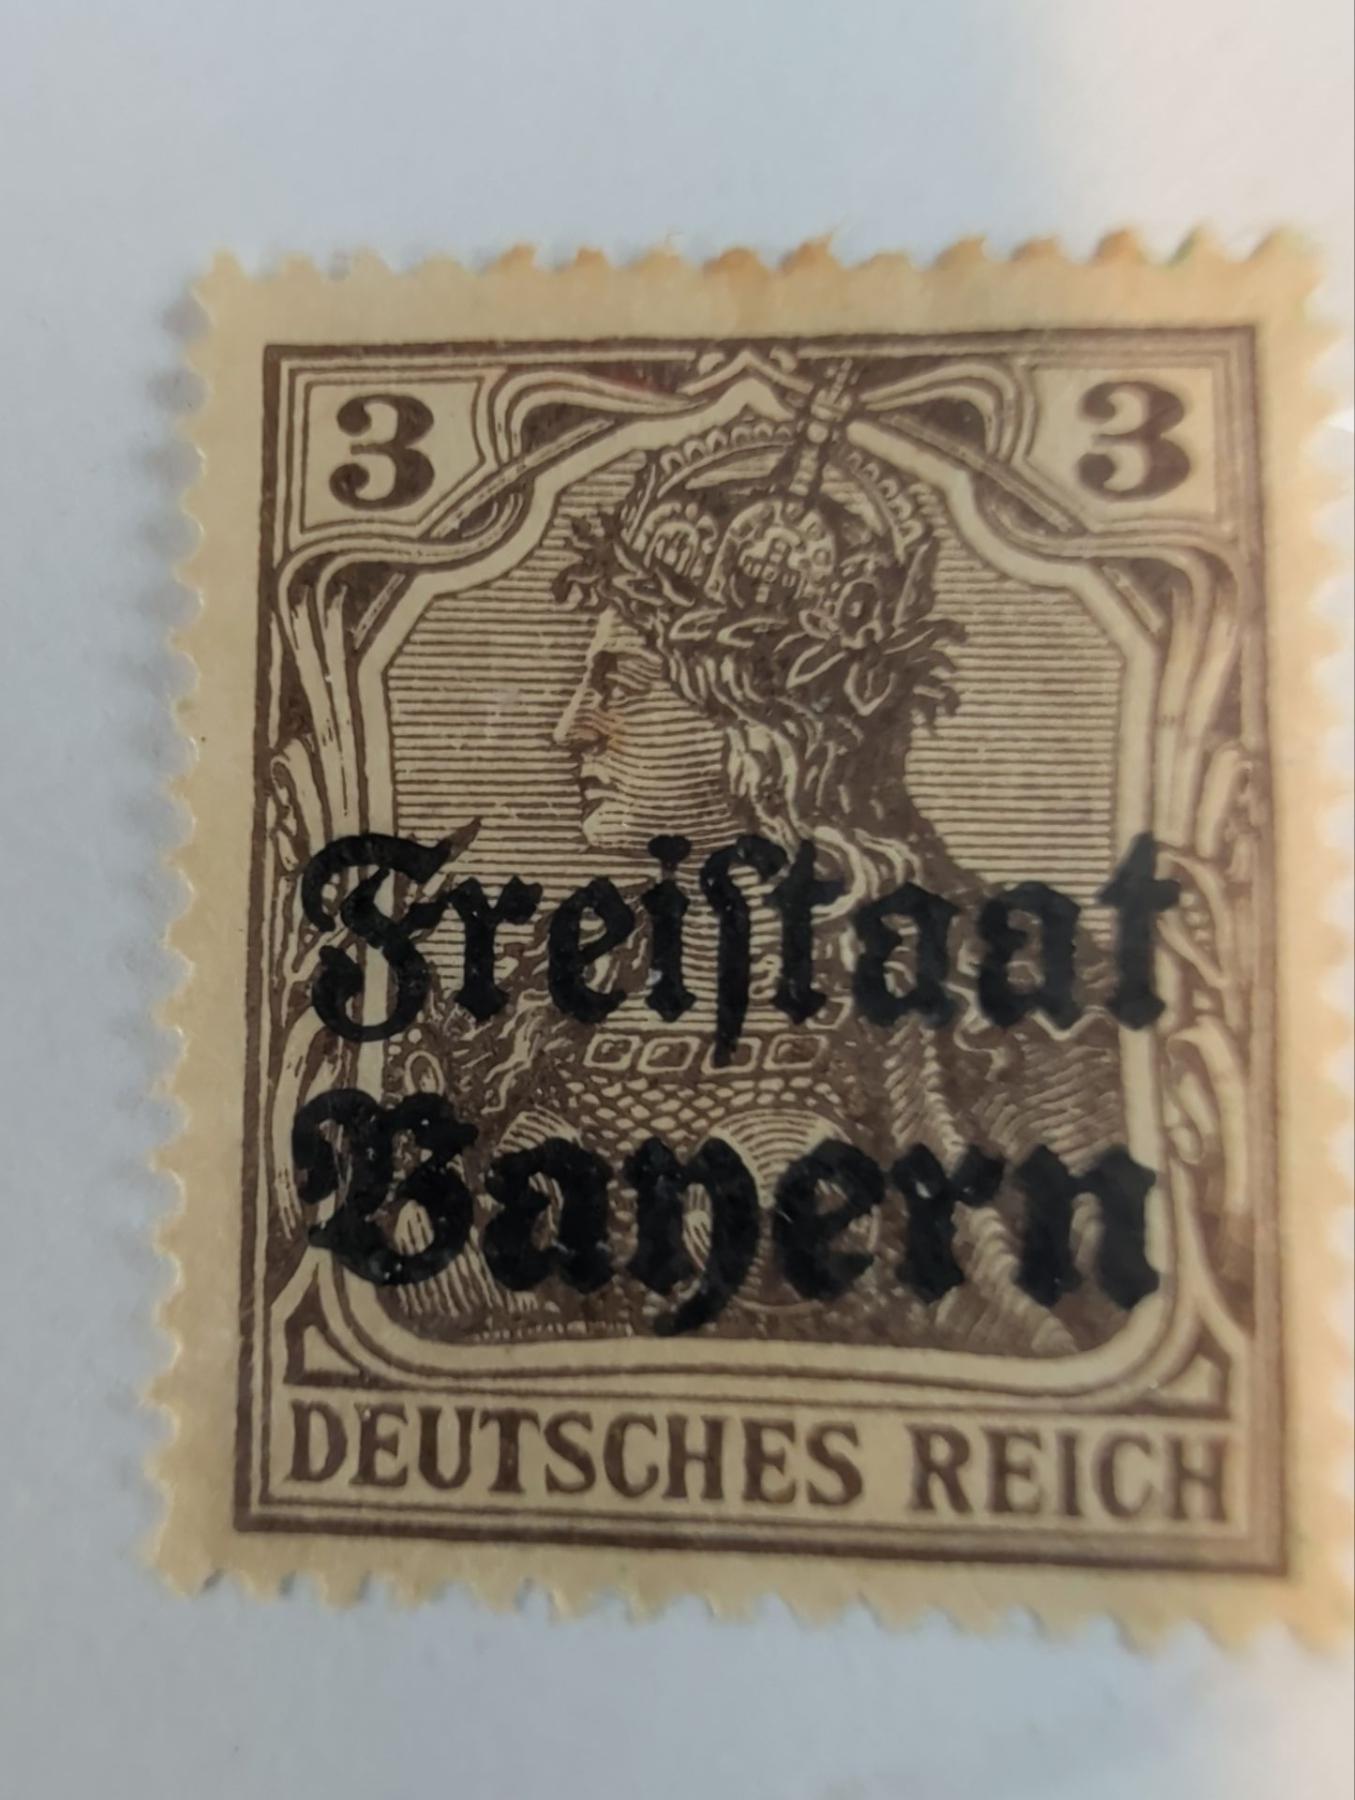 3 3
Freiſtaat
Bayern
DEUTSCHES REICH